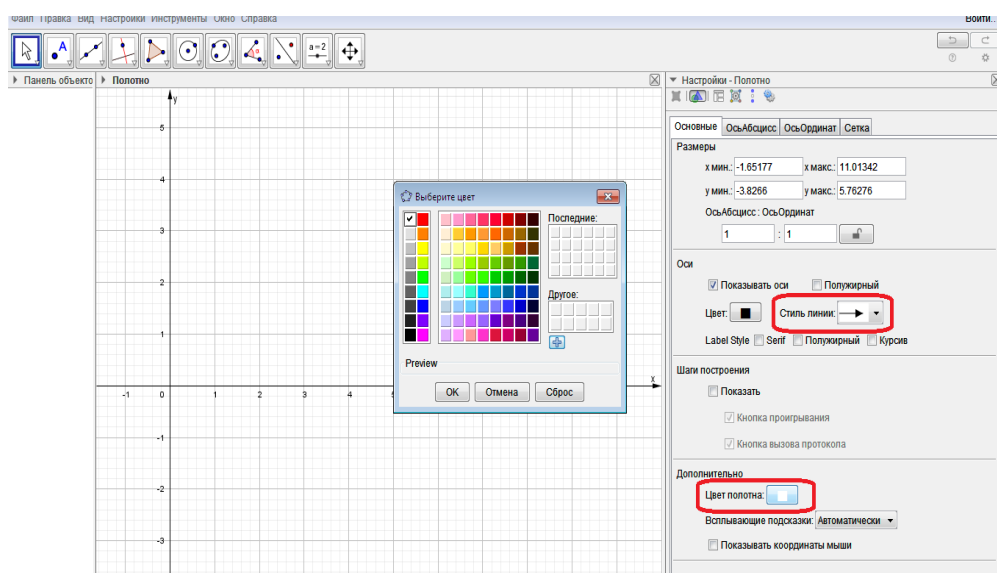 Файл Правка Вид Настройки Инструменты Окно Справка Войти...
A a=2
Панель объекто Полотно Настройки - Полотно
Основные ОсьАбсцисс ОсьОрдинат Сетка
Размеры
x мин.: -1.65177 x макс.: 11.01342
y мин.: -3.8266 y макс.: 5.76276
ОсьАбсцисс : ОсьОрдинат
1 : 1
Оси
Показывать оси Полужирный
Цвет: Стиль линии:
Label Style Serif Полужирный Курсив
Шаги построения
Показать
Кнопка проигрывания
Кнопка вызова протокола
Дополнительно
Цвет полотна:
Всплывающие подсказки: Автоматически
Показывать координаты мыши
Выберите цвет
Последние:
Другое:
Preview
OK Отмена Сброс
y
5
4
3
2
1
x
-1 0 1 2 3 4
-1
-2
-3